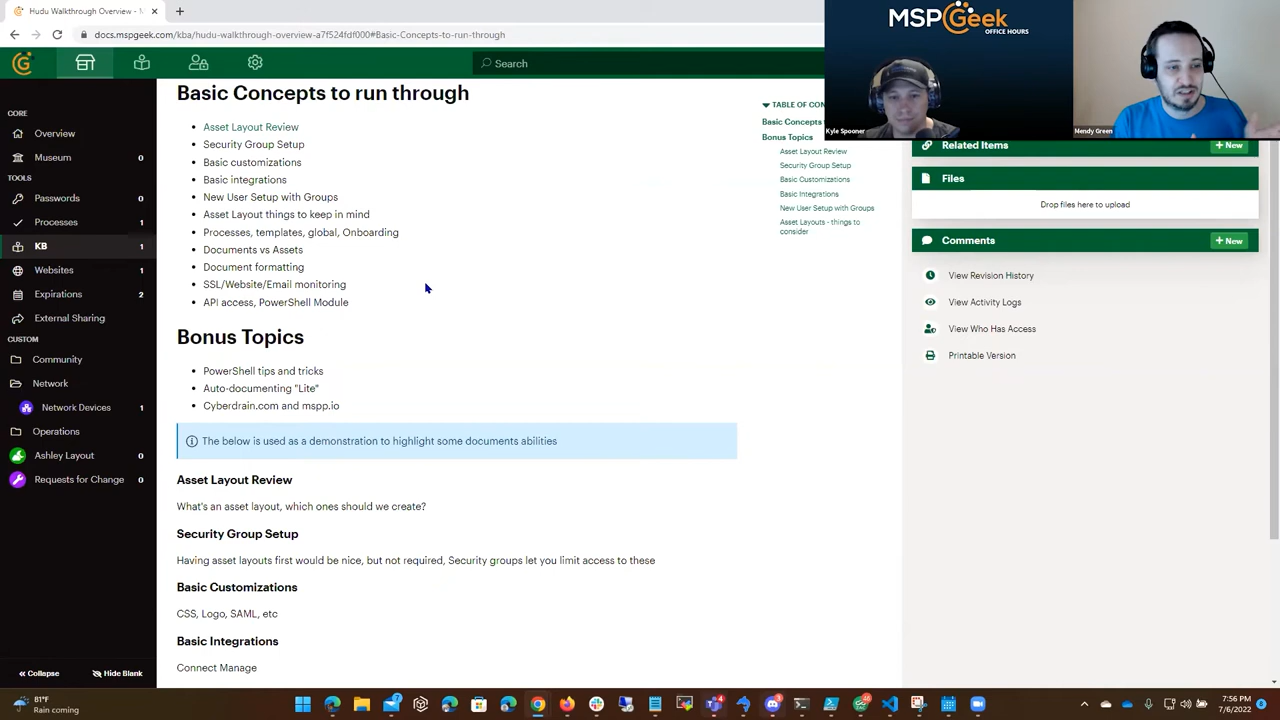 Hudu Walkthrough Overview - M
docs.mspgeek.com/kba/hudu-walkthrough-overview-a7f524fdf000#Basic-Concepts-to-run-through
MSPGeek
OFFICE HOURS
Kyle Spooner
Mendy Green
Search
CORE
Overview
Museum 0
TOOLS
Passwords 0
Processes 1
KB 1
Websites 1
Expirations 2
External Sharing
CUSTOM
Community
Network
Network Devices 1
Operations
Ashley Layout 0
Requests for Change 0
Collapse
Hide Blank
Basic Concepts to run through
Asset Layout Review
Security Group Setup
Basic customizations
Basic integrations
New User Setup with Groups
Asset Layout things to keep in mind
Processes, templates, global, Onboarding
Documents vs Assets
Document formatting
SSL/Website/Email monitoring
API access, PowerShell Module
Bonus Topics
PowerShell tips and tricks
Auto-documenting "Lite"
Cyberdrain.com and mspp.io
The below is used as a demonstration to highlight some documents abilities
Asset Layout Review
What's an asset layout, which ones should we create?
Security Group Setup
Having asset layouts first would be nice, but not required, Security groups let you limit access to these
Basic Customizations
CSS, Logo, SAML, etc
Basic Integrations
Connect Manage
TABLE OF CON
Basic Concepts
Bonus Topics
Asset Layout Review
Security Group Setup
Basic Customizations
Basic Integrations
New User Setup with Groups
Asset Layouts - things to
consider
Related Items
+ New
Files
Drop files here to upload
Comments
+ New
View Revision History
View Activity Logs
View Who Has Access
Printable Version
81°F
Rain coming
7:56 PM
7/6/2022